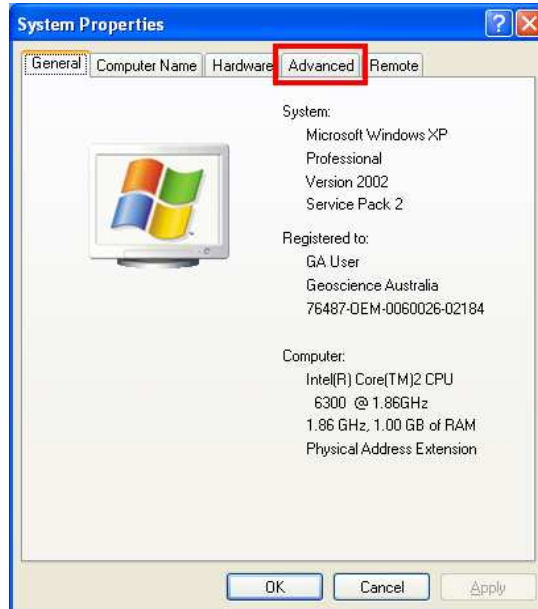 System Properties
General Computer Name Hardware Advanced Remote
System:
Microsoft Windows XP
Professional
Version 2002
Service Pack 2
Registered to:
GA User
Geoscience Australia
76487-OEM-0060026-02184
Computer:
Intel(R) Core(TM)2 CPU
6300 @ 1.86GHz
1.86 GHz, 1.00 GB of RAM
Physical Address Extension
OK Cancel Apply